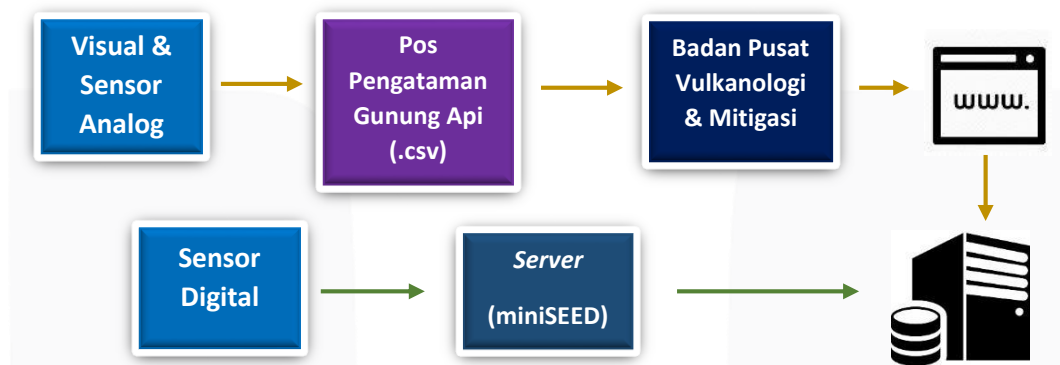 Visual &
Sensor
Analog
Pos
Pengataman
Gunung Api
(.csv)
Badan Pusat
Vulkanologi
& Mitigasi
www.
Sensor
Digital
Server
(miniSEED)